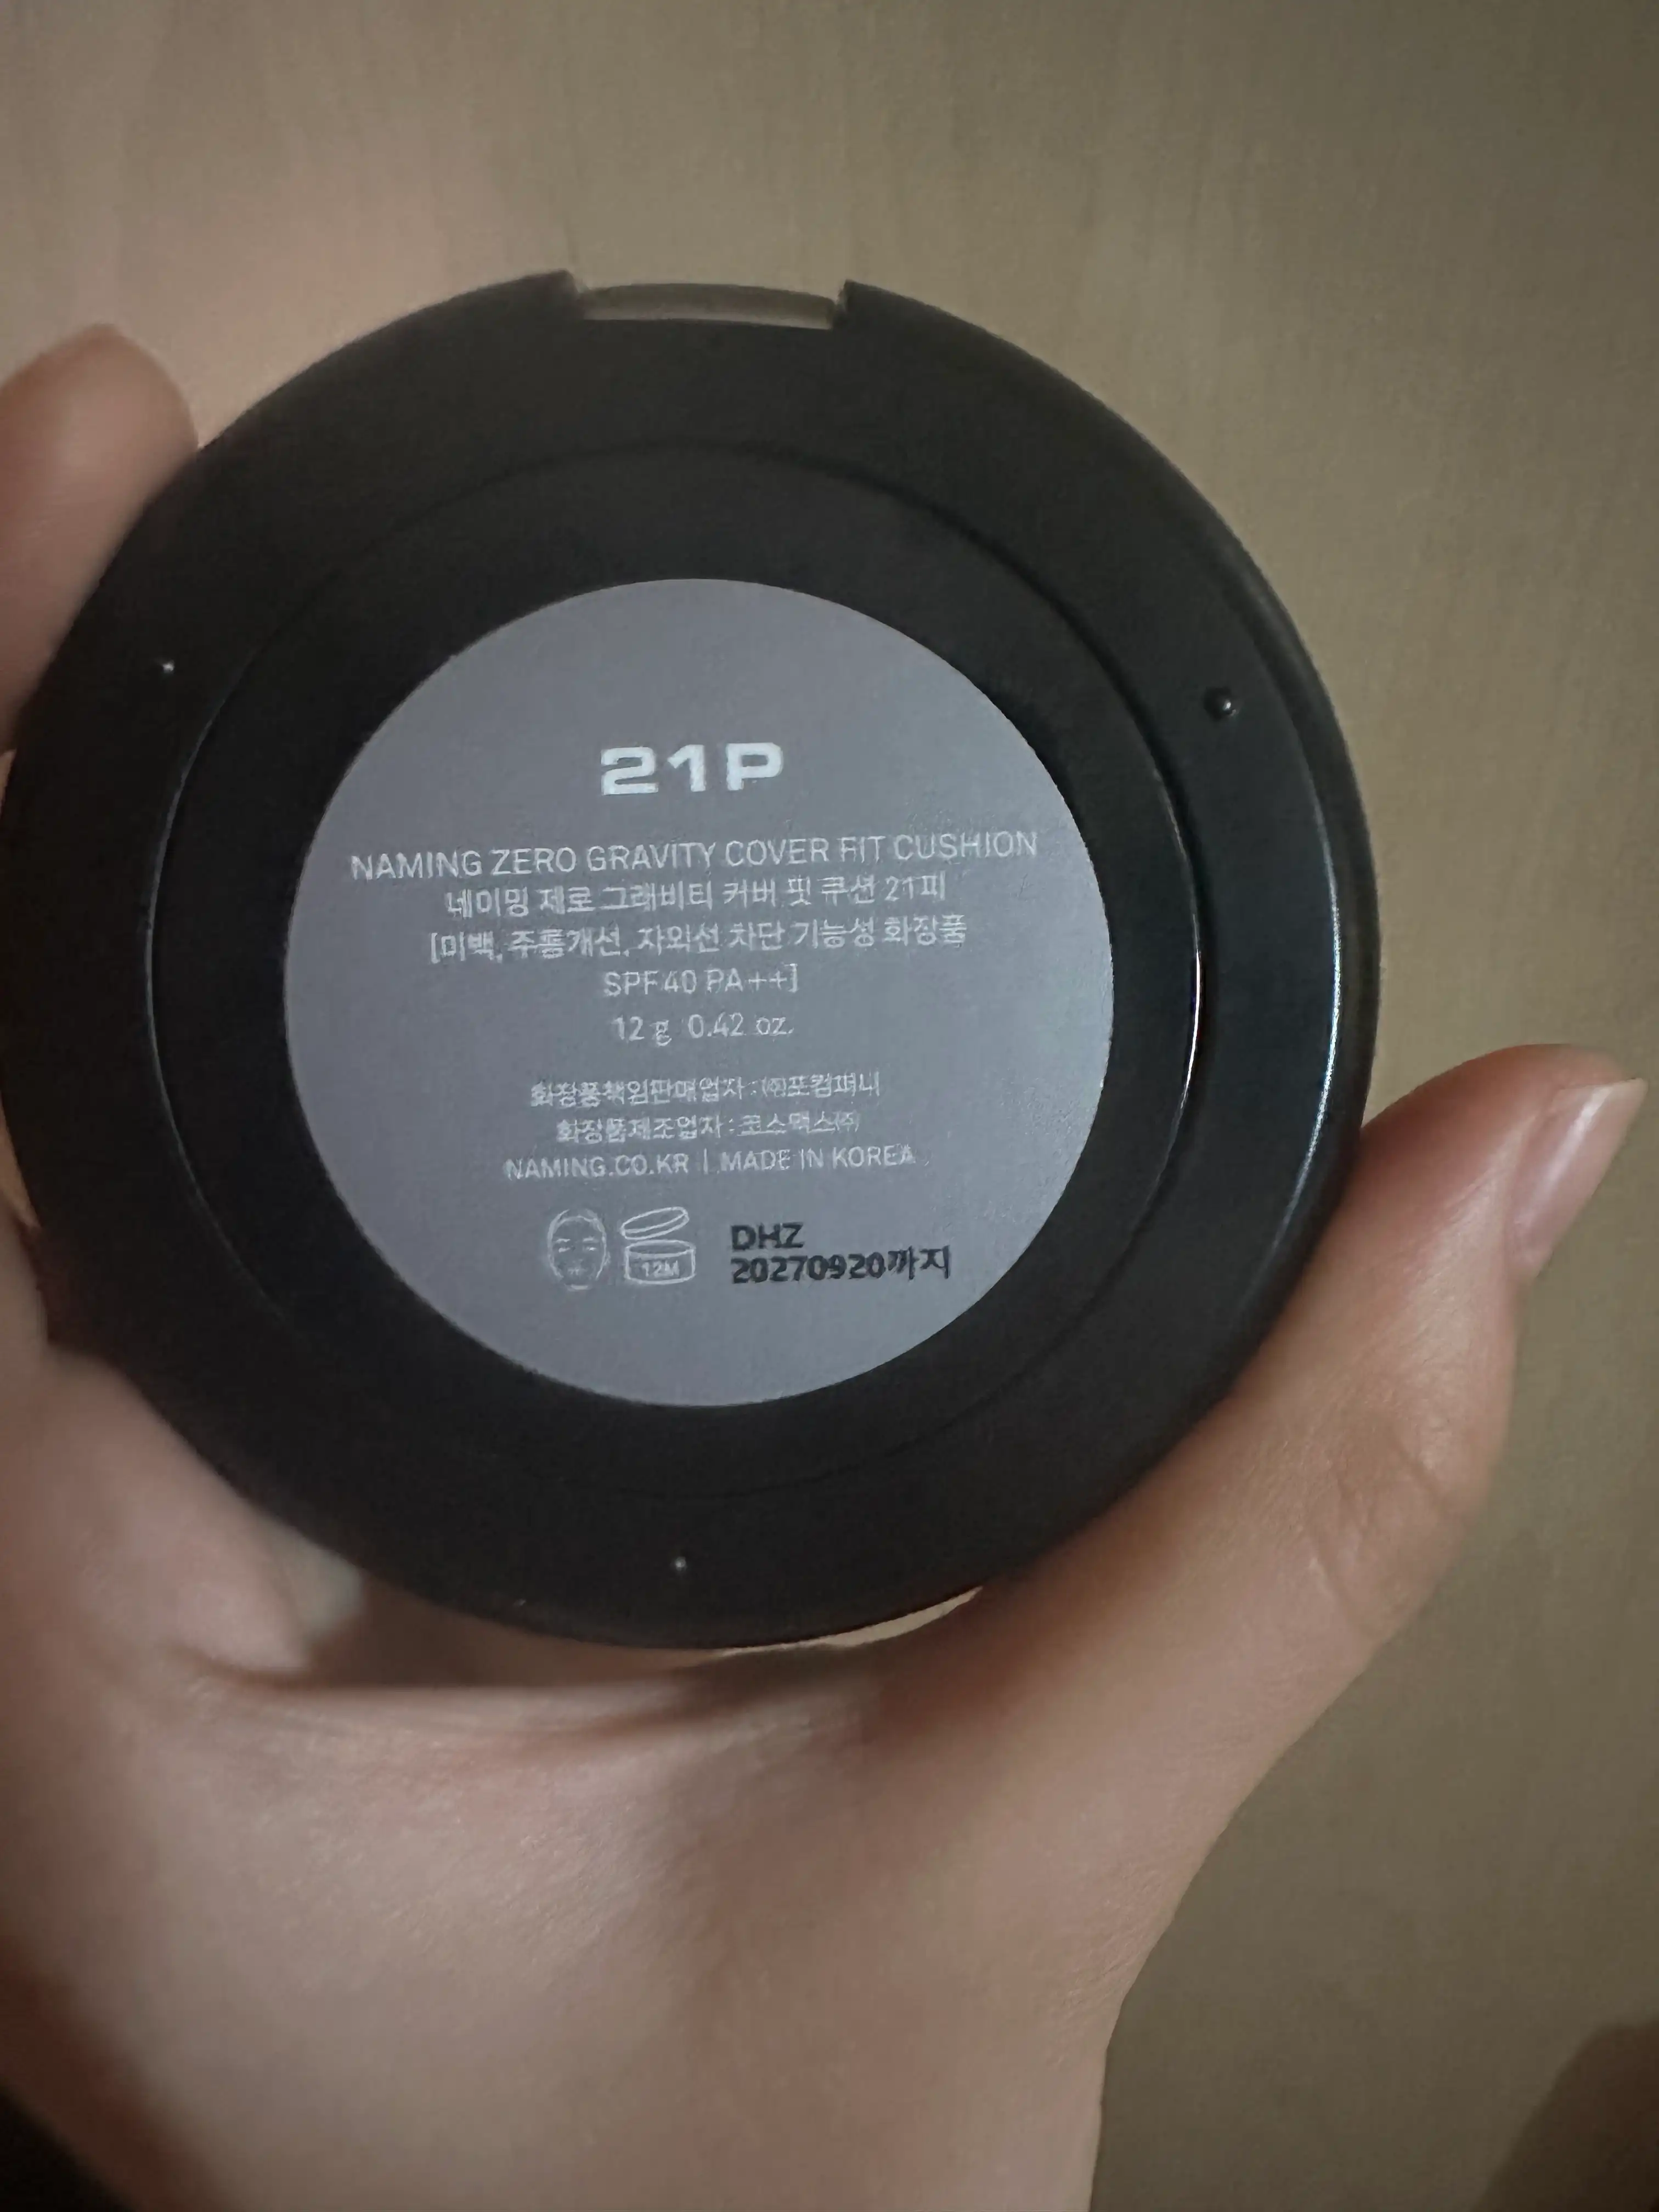 21P
NAMING ZERO GRAVITY COVER FIT CUSHION
네이밍 제로 그래비티 커버 핏 쿠션 21피
[미백, 주름개선, 자외선 차단 기능성 화장품
SPF40 PA++]
12 g 0.42 oz.
화장품책임판매업자 : ㈜포컴퍼니
화장품제조업자 : 코스맥스㈜
NAMING.CO.KR | MADE IN KOREA
12M
DHZ
20270920까지